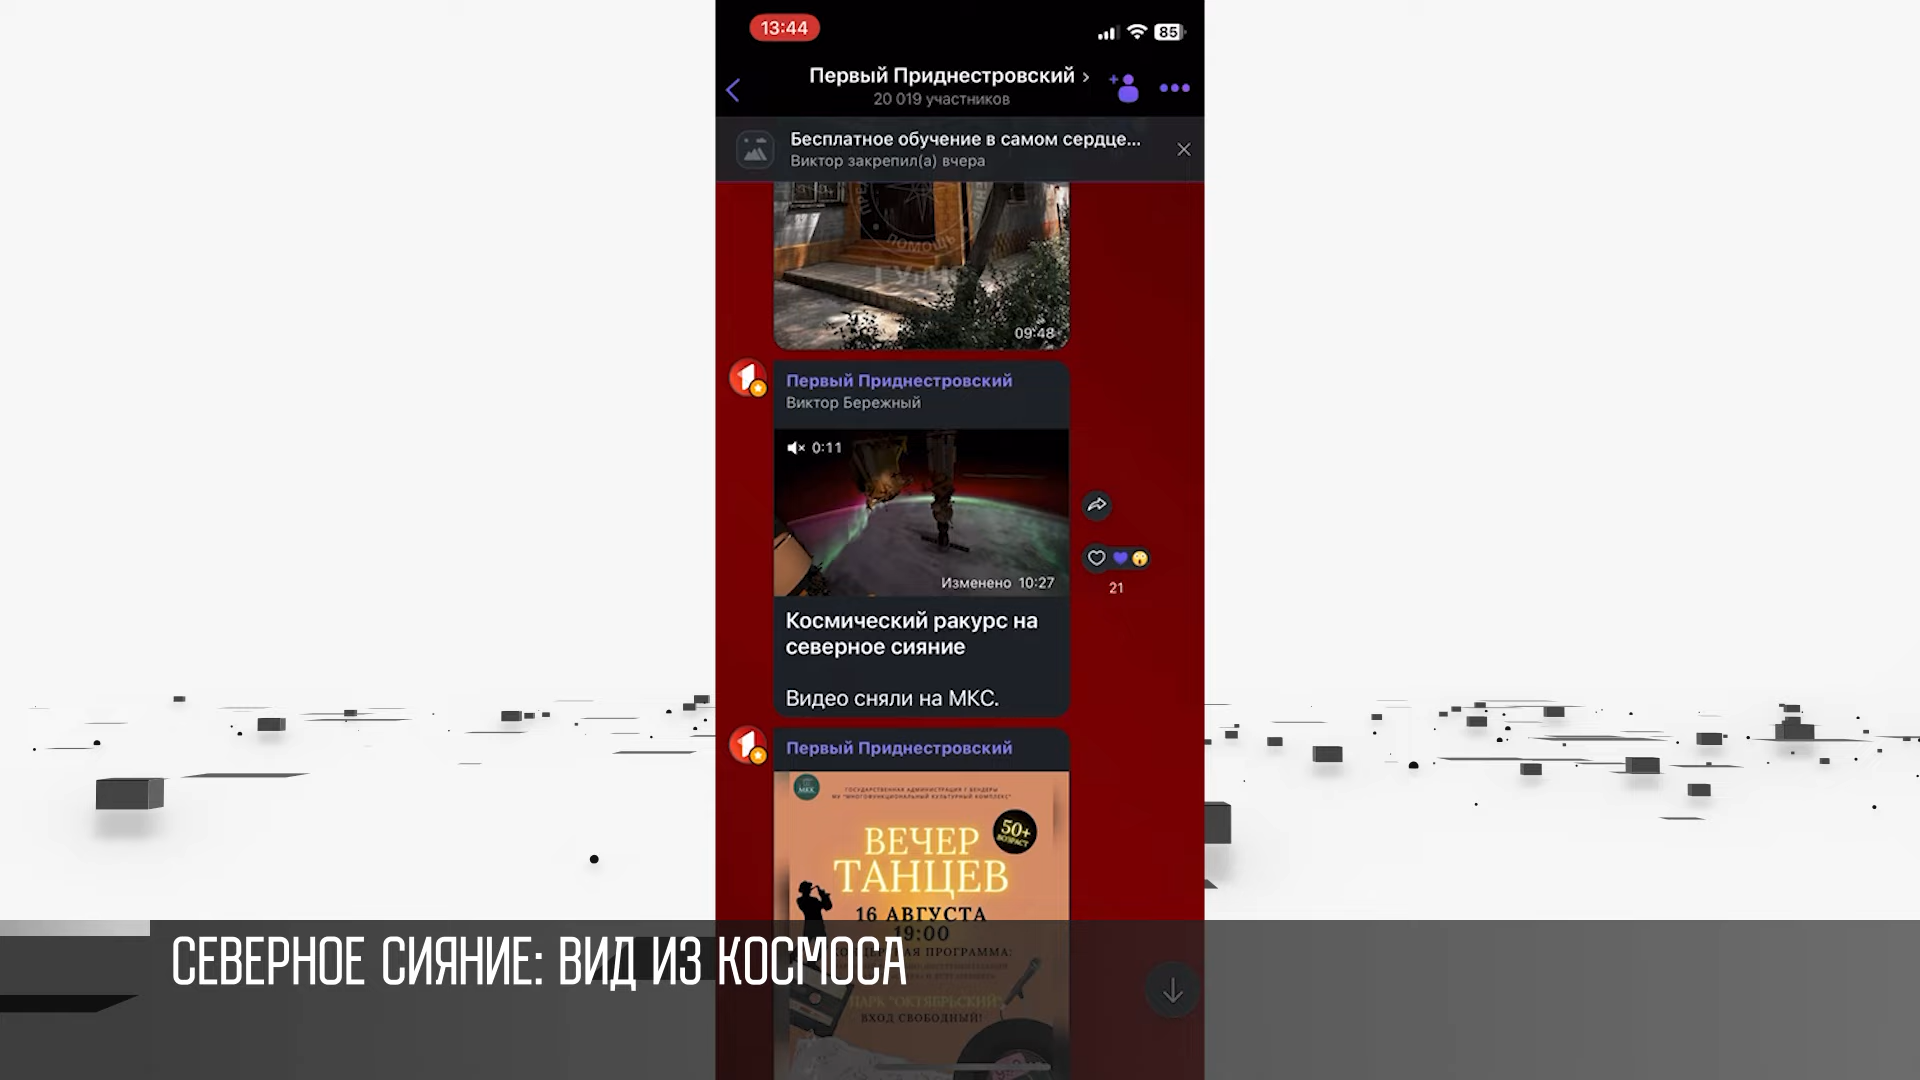 13:44
85
Первый Приднестровский
20 019 участников
Бесплатное обучение в самом сердце...
Виктор закрепил(а) вчера
ПОМОЩЬ
09:48
Первый Приднестровский
Виктор Бережный
0:11
Изменено 10:27
21
Космический ракурс на
северное сияние
Видео сняли на МКС.
Первый Приднестровский
МКК
ГОСУДАРСТВЕННАЯ АДМИНИСТРАЦИЯ Г. БЕНДЕРЫ
МУ "МНОГОФУНКЦИОНАЛЬНЫЙ КУЛЬТУРНЫЙ КОМПЛЕКС"
50+
ВОЗРАСТ
ВЕЧЕР
ТАНЦЕВ
16 АВГУСТА
19:00
ПРОГРАММА:
ПАРК "ОКТЯБРЬСКИЙ"
ВХОД СВОБОДНЫЙ!
СЕВЕРНОЕ СИЯНИЕ: ВИД ИЗ КОСМОСА